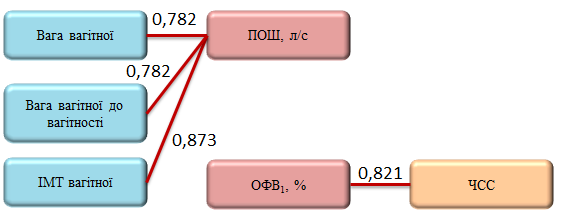 0,782
Вага вагітної
ПОШ, л/с
0,782
Вага вагітної до
вагітності
0,873
ІМТ вагітної
ОФВ₁, %
0,821
ЧСС